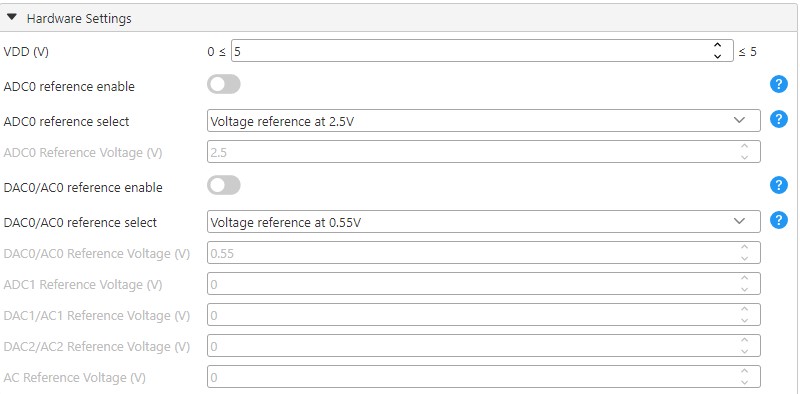 Hardware Settings
VDD (V) 0 ≤ 5 ≤ 5
ADC0 reference enable ?
ADC0 reference select Voltage reference at 2.5V ?
ADC0 Reference Voltage (V) 2.5
DAC0/AC0 reference enable ?
DAC0/AC0 reference select Voltage reference at 0.55V ?
DAC0/AC0 Reference Voltage (V) 0.55
ADC1 Reference Voltage (V) 0
DAC1/AC1 Reference Voltage (V) 0
DAC2/AC2 Reference Voltage (V) 0
AC Reference Voltage (V) 0